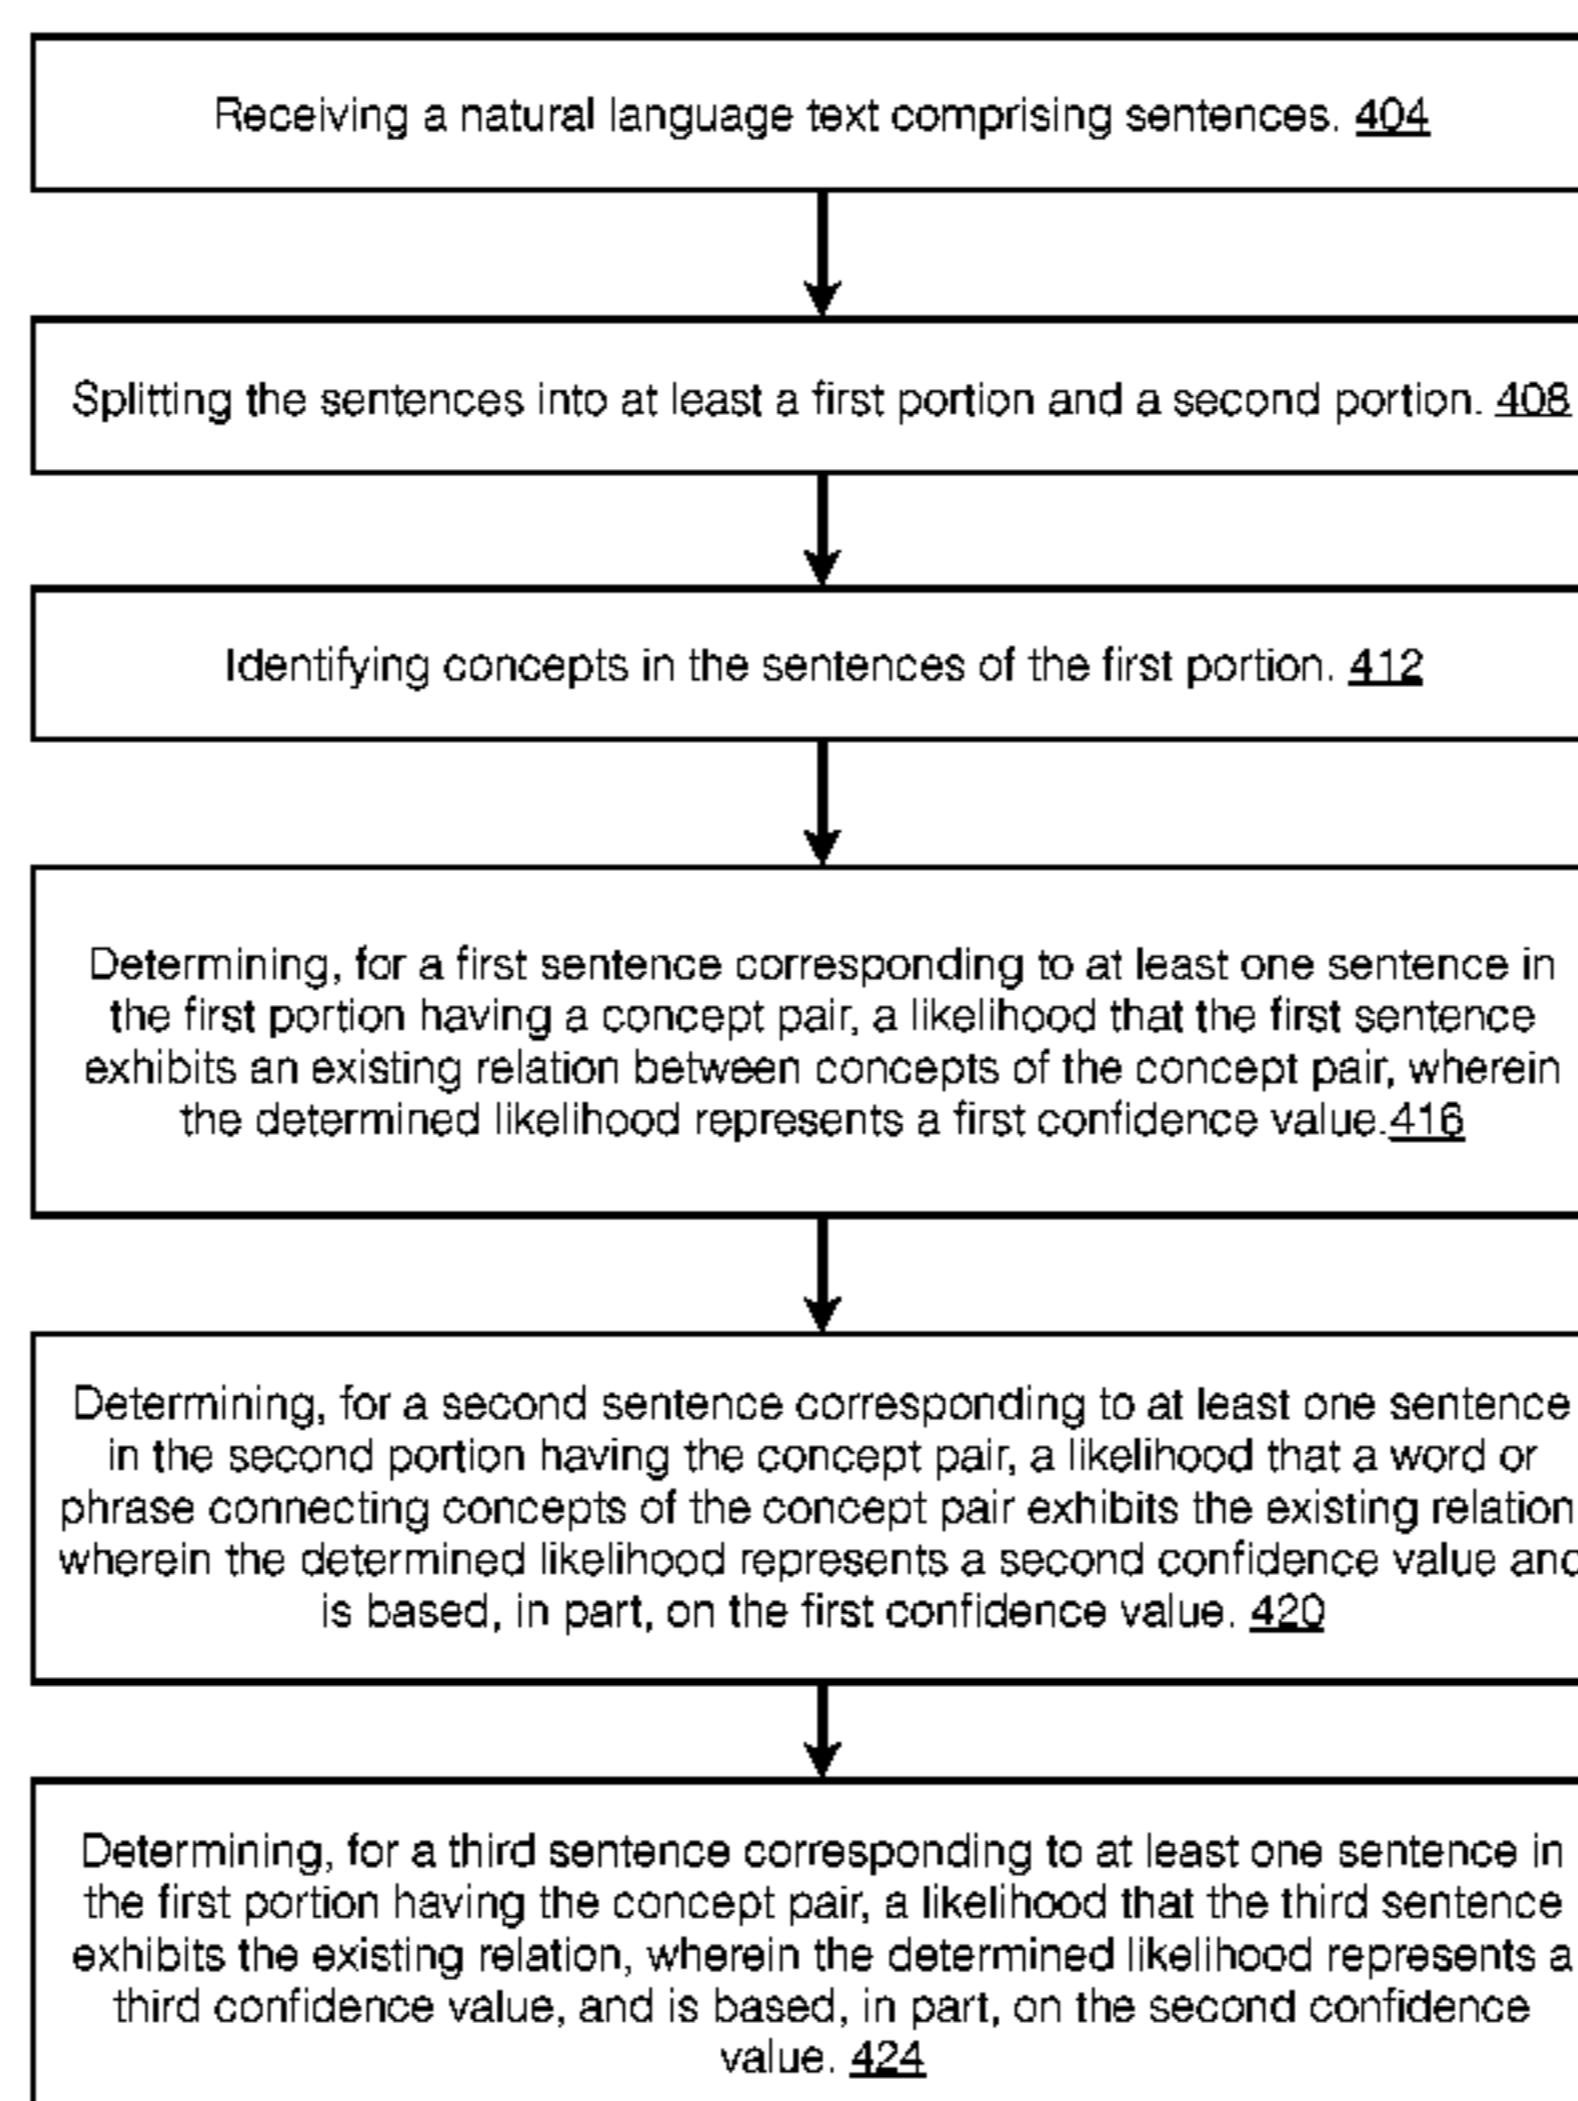 Receiving a natural language text comprising sentences. 404
Splitting the sentences into at least a first portion and a second portion. 408
Identifying concepts in the sentences of the first portion. 412
Determining, for a first sentence corresponding to at least one sentence in
the first portion having a concept pair, a likelihood that the first sentence
exhibits an existing relation between concepts of the concept pair, wherein
the determined likelihood represents a first confidence value.416
Determining, for a second sentence corresponding to at least one sentence
in the second portion having the concept pair, a likelihood that a word or
phrase connecting concepts of the concept pair exhibits the existing relation
wherein the determined likelihood represents a second confidence value and
is based, in part, on the first confidence value. 420
Determining, for a third sentence corresponding to at least one sentence in
the first portion having the concept pair, a likelihood that the third sentence
exhibits the existing relation, wherein the determined likelihood represents a
third confidence value, and is based, in part, on the second confidence
value. 424